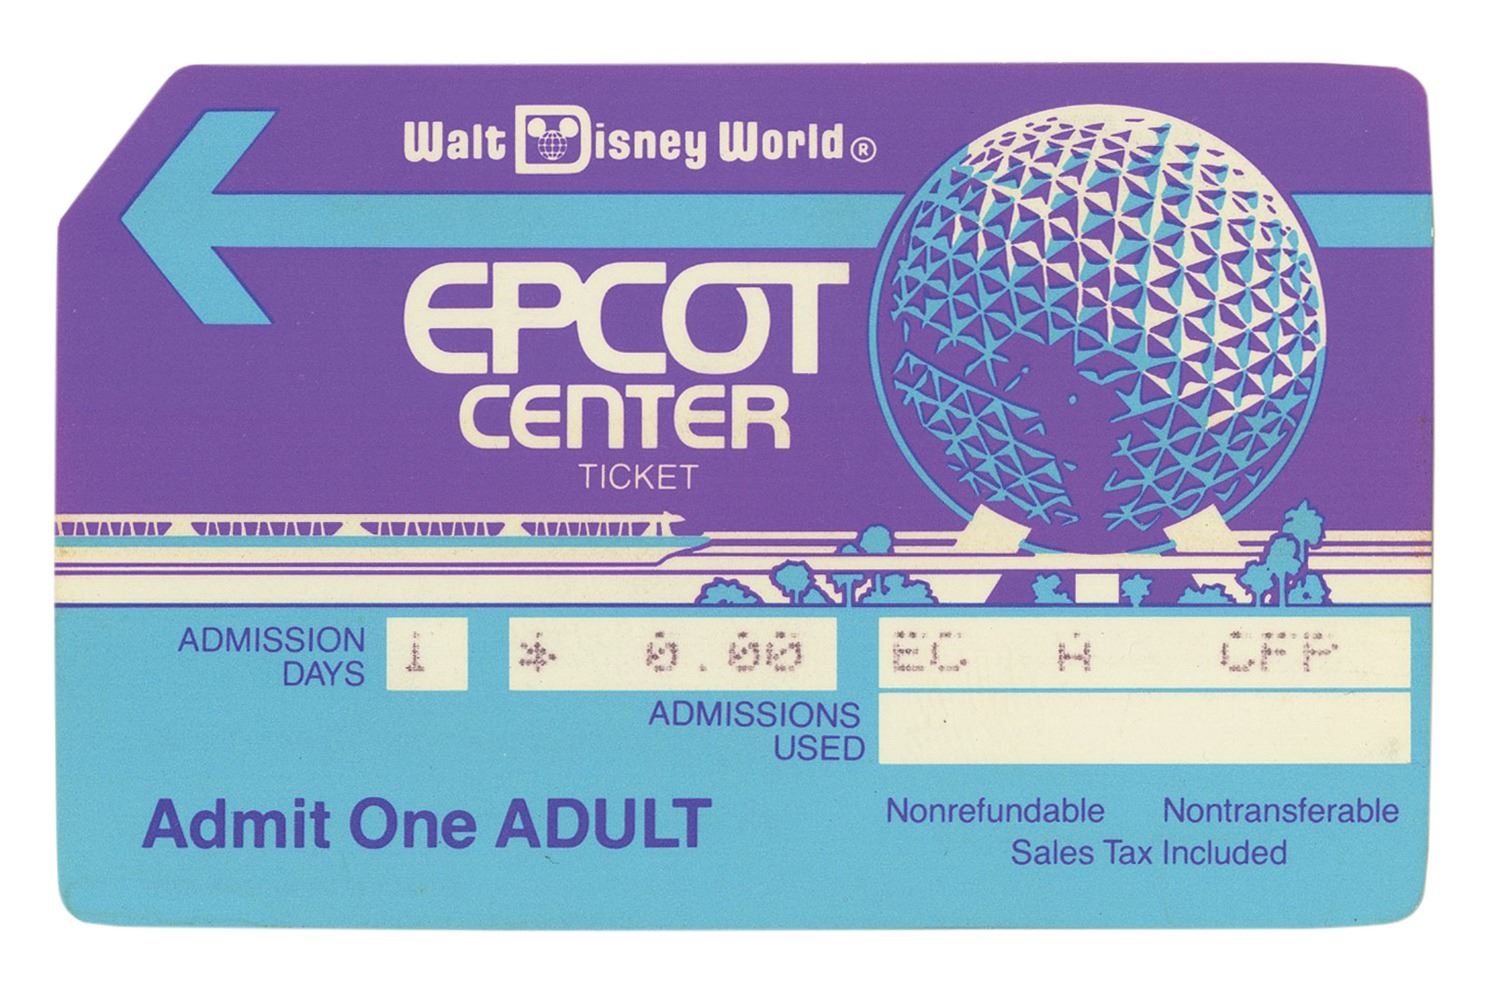 Walt Disney World®
EPCOT
CENTER
TICKET
ADMISSION
DAYS
1
* 0.00
EC A CFP
ADMISSIONS
USED
Admit One ADULT
Nonrefundable Nontransferable
Sales Tax Included